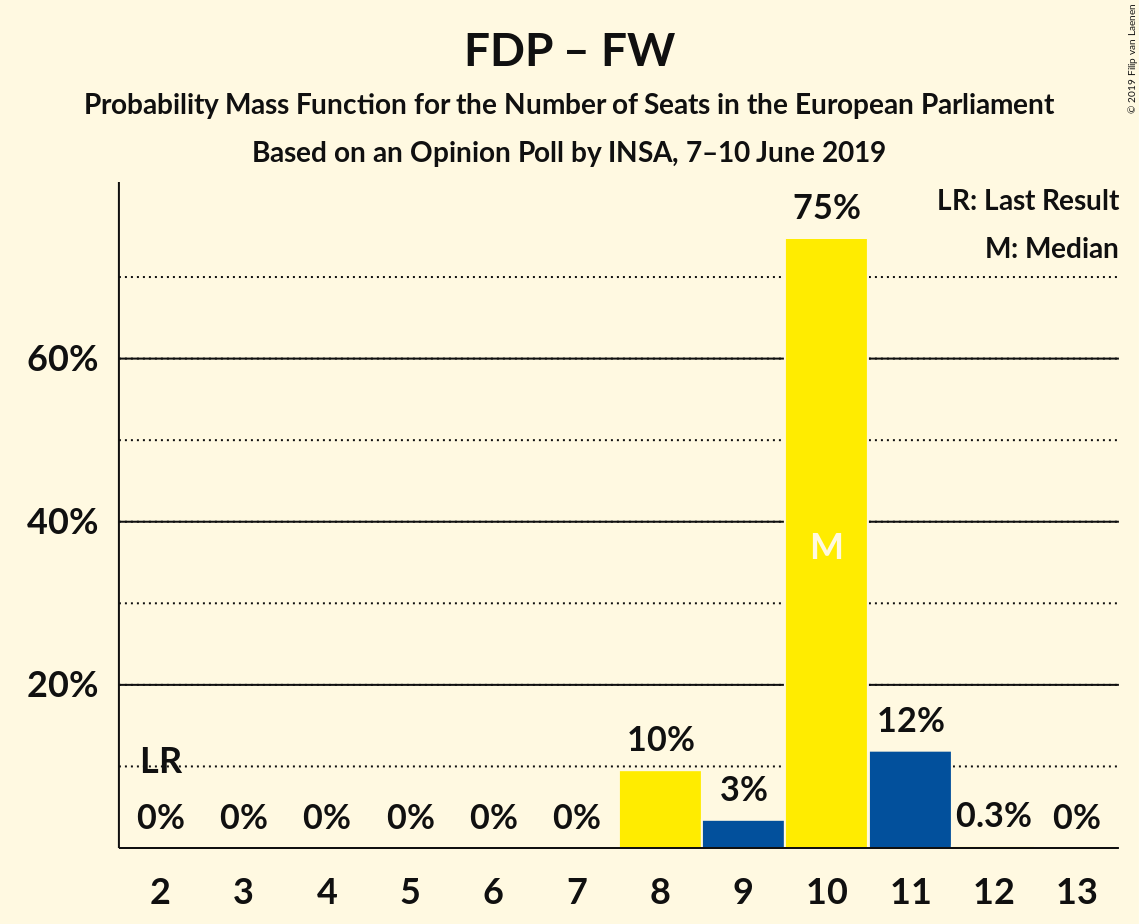 FDP – FW
Probability Mass Function for the Number of Seats in the European Parliament
Based on an Opinion Poll by INSA, 7–10 June 2019
© 2019 Filip van Laenen
LR: Last Result
M: Median
75%
60%
M
40%
20%
12%
10%
LR
3%
0% 0% 0% 0% 0% 0% 0.3% 0%
2 3 4 5 6 7 8 9 10 11 12 13